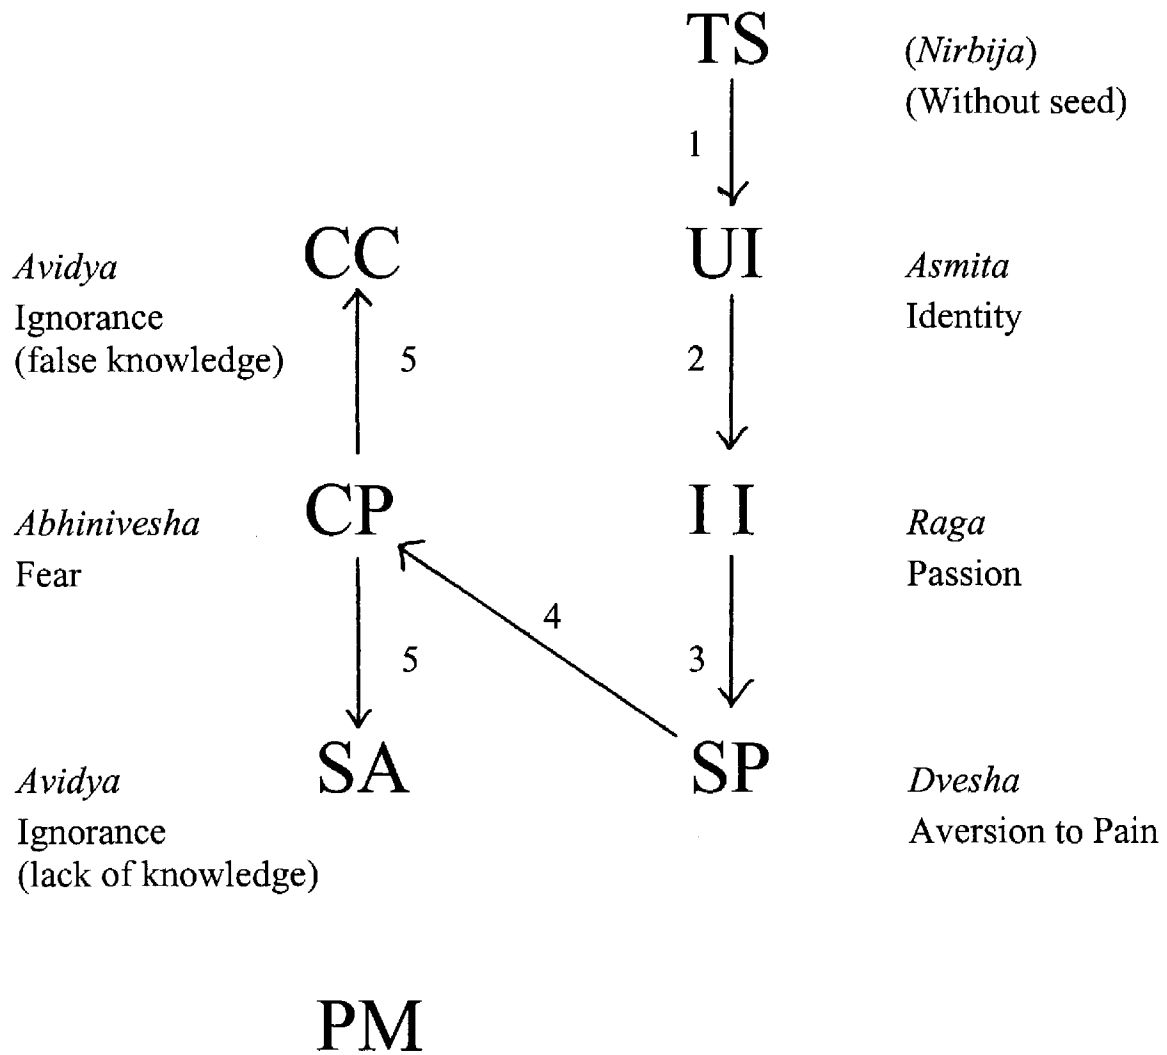 TS
(Nirbija)
(Without seed)
1
CC
UI
Avidya
Asmita
Ignorance
Identity
(false knowledge)
5
2
CP
I I
Abhinivesha
Raga
Fear
Passion
4
5
3
SA
SP
Avidya
Dvesha
Ignorance
Aversion to Pain
(lack of knowledge)
PM